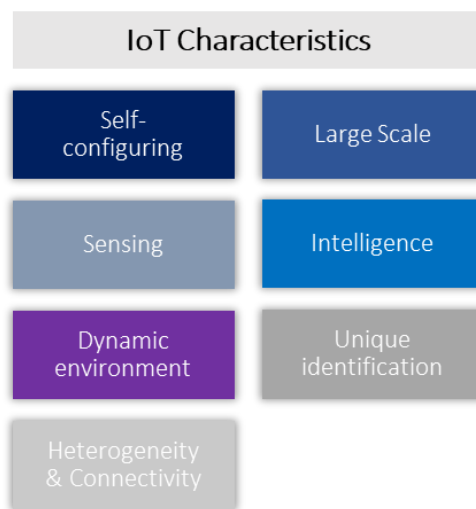 IoT Characteristics
Self-
configuring
Large Scale
Sensing
Intelligence
Dynamic
environment
Unique
identification
Heterogeneity
& Connectivity